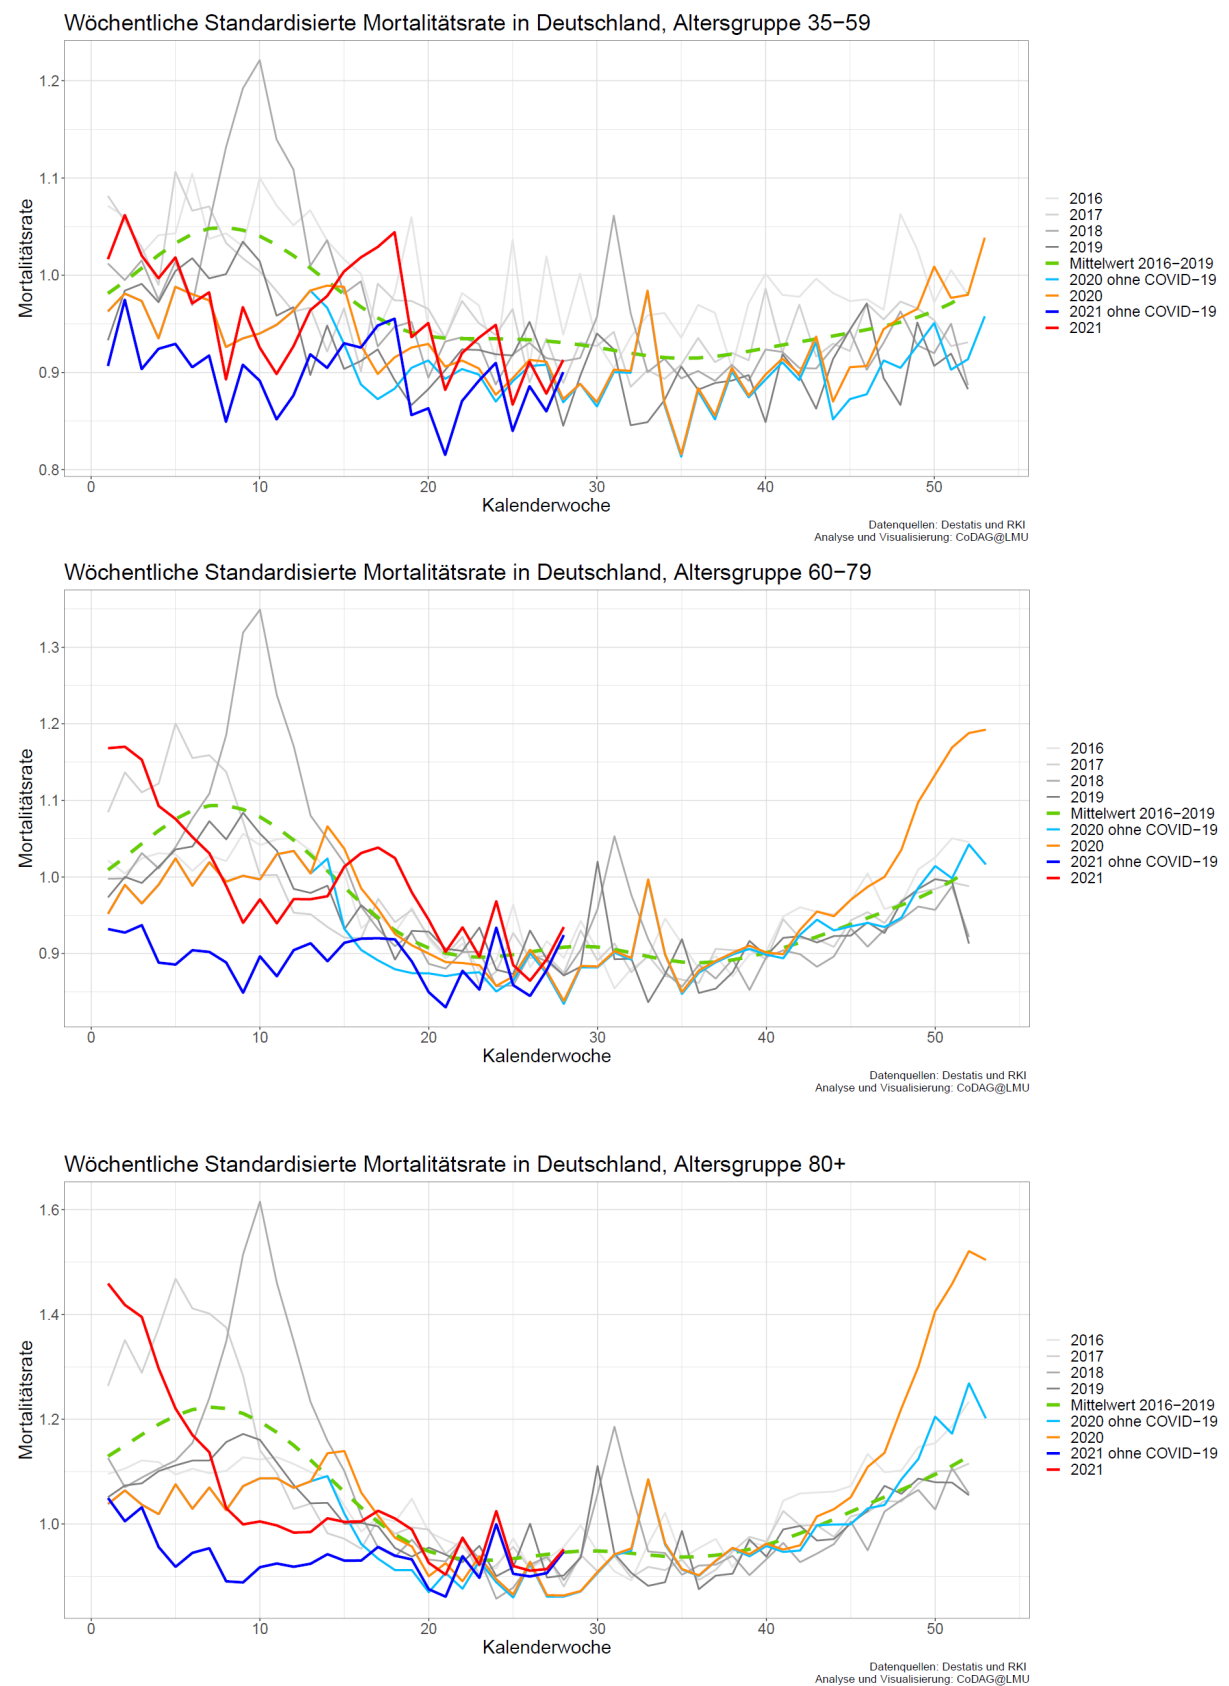 Wöchentliche Standardisierte Mortalitätsrate in Deutschland, Altersgruppe 35−59
Mortalitätsrate
1.2
1.1
1.0
0.9
0.8
0
10
20
30
40
50
Kalenderwoche
2016
2017
2018
2019
Mittelwert 2016−2019
2020 ohne COVID−19
2020
2021 ohne COVID−19
2021
Datenquellen: Destatis und RKI
Analyse und Visualisierung: CoDAG@LMU
Wöchentliche Standardisierte Mortalitätsrate in Deutschland, Altersgruppe 60−79
Mortalitätsrate
1.3
1.2
1.1
1.0
0.9
0
10
20
30
40
50
Kalenderwoche
2016
2017
2018
2019
Mittelwert 2016−2019
2020 ohne COVID−19
2020
2021 ohne COVID−19
2021
Datenquellen: Destatis und RKI
Analyse und Visualisierung: CoDAG@LMU
Wöchentliche Standardisierte Mortalitätsrate in Deutschland, Altersgruppe 80+
Mortalitätsrate
1.6
1.4
1.2
1.0
0
10
20
30
40
50
Kalenderwoche
2016
2017
2018
2019
Mittelwert 2016−2019
2020 ohne COVID−19
2020
2021 ohne COVID−19
2021
Datenquellen: Destatis und RKI
Analyse und Visualisierung: CoDAG@LMU